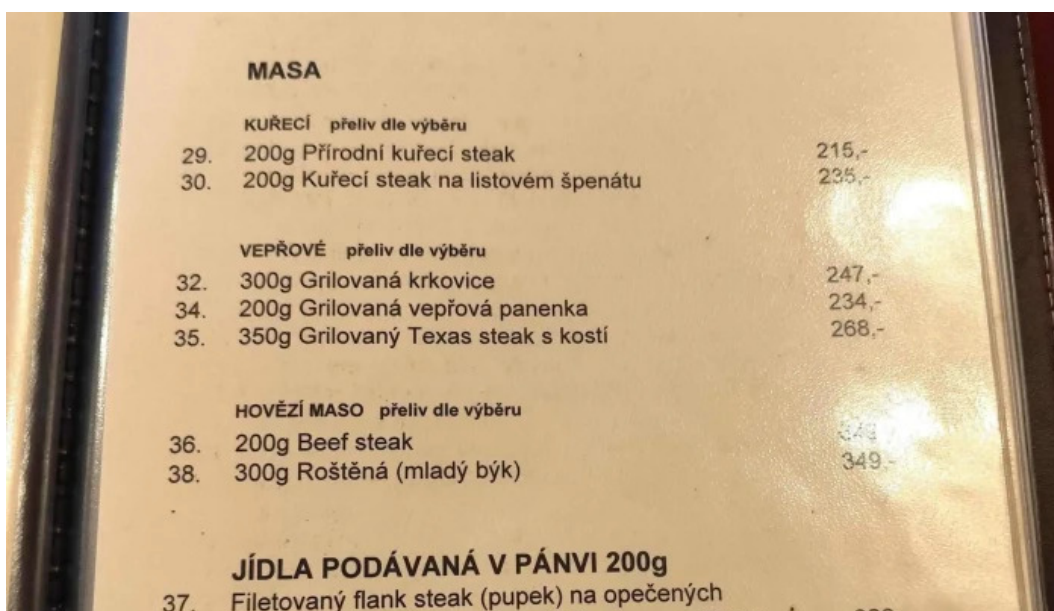 MASA
KUŘECÍ přeliv dle výběru
29. 200g Přírodní kuřecí steak 215,-
30. 200g Kuřecí steak na listovém špenátu 235,-
VEPŘOVÉ přeliv dle výběru
32. 300g Grilovaná krkovice 247,-
34. 200g Grilovaná vepřová panenka 234,-
35. 350g Grilovaný Texas steak s kostí 268,-
HOVĚZÍ MASO přeliv dle výběru
36. 200g Beef steak
38. 300g Roštěná (mladý býk) 349,-
JÍDLA PODÁVANÁ V PÁNVI 200g
37. Filetovaný flank steak (pupek) na opečených